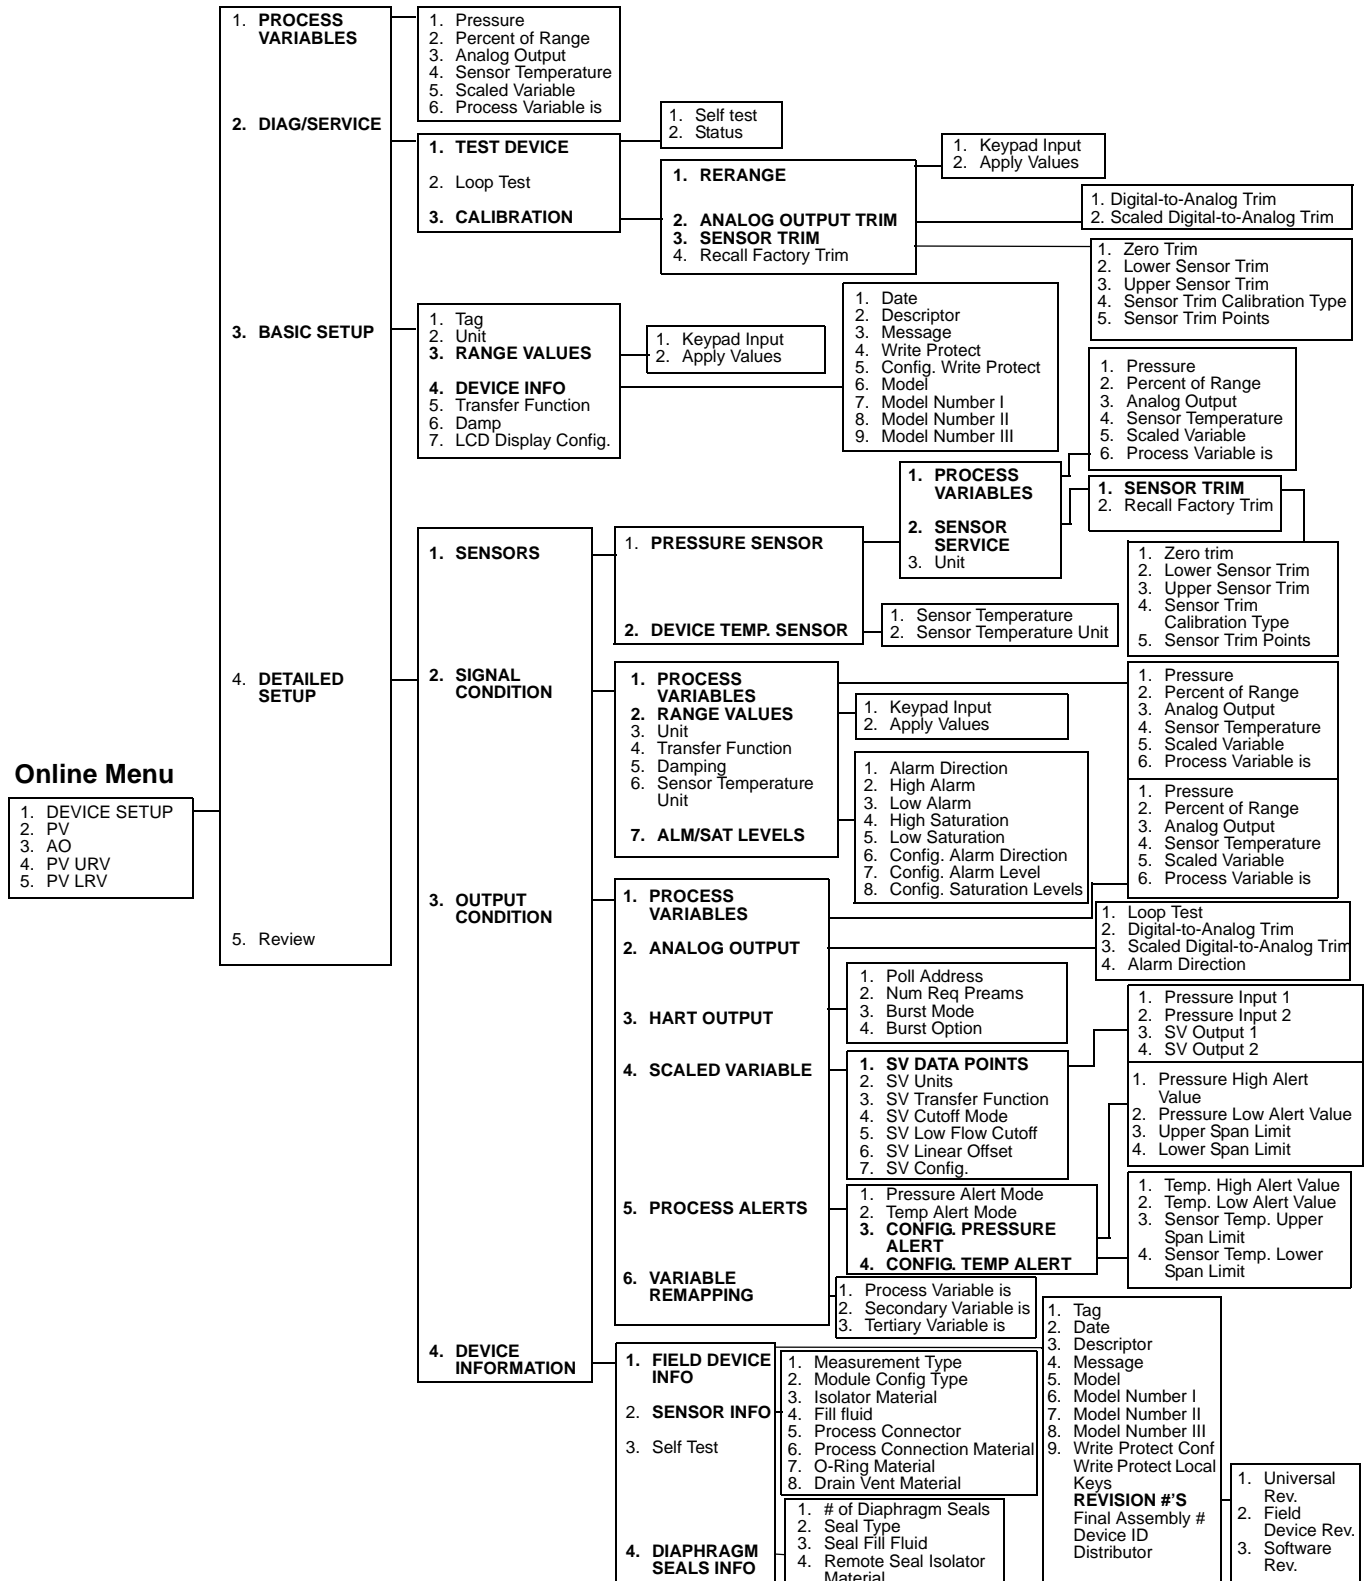 1. PROCESS
VARIABLES
1. Pressure
2. Percent of Range
3. Analog Output
4. Sensor Temperature
5. Scaled Variable
6. Process Variable is
2. DIAG/SERVICE
1. TEST DEVICE
2. Loop Test
3. CALIBRATION
1. Self test
2. Status
1. RERANGE
2. ANALOG OUTPUT TRIM
3. SENSOR TRIM
4. Recall Factory Trim
1. Keypad Input
2. Apply Values
1. Digital-to-Analog Trim
2. Scaled Digital-to-Analog Trim
1. Zero Trim
2. Lower Sensor Trim
3. Upper Sensor Trim
4. Sensor Trim Calibration Type
5. Sensor Trim Points
3. BASIC SETUP
1. Tag
2. Unit
3. RANGE VALUES
4. DEVICE INFO
5. Transfer Function
6. Damp
7. LCD Display Config.
1. Keypad Input
2. Apply Values
1. Date
2. Descriptor
3. Message
4. Write Protect
5. Config. Write Protect
6. Model
7. Model Number I
8. Model Number II
9. Model Number III
1. Pressure
2. Percent of Range
3. Analog Output
4. Sensor Temperature
5. Scaled Variable
6. Process Variable is
1. PROCESS
VARIABLES
2. SENSOR
SERVICE
3. Unit
1. SENSOR TRIM
2. Recall Factory Trim
1. SENSORS
1. PRESSURE SENSOR
2. DEVICE TEMP. SENSOR
1. Sensor Temperature
2. Sensor Temperature Unit
1. Zero trim
2. Lower Sensor Trim
3. Upper Sensor Trim
4. Sensor Trim
Calibration Type
5. Sensor Trim Points
4. DETAILED
SETUP
2. SIGNAL
CONDITION
1. PROCESS
VARIABLES
2. RANGE VALUES
3. Unit
4. Transfer Function
5. Damping
6. Sensor Temperature
Unit
7. ALM/SAT LEVELS
1. Keypad Input
2. Apply Values
1. Pressure
2. Percent of Range
3. Analog Output
4. Sensor Temperature
5. Scaled Variable
6. Process Variable is
1. Alarm Direction
2. High Alarm
3. Low Alarm
4. High Saturation
5. Low Saturation
6. Config. Alarm Direction
7. Config. Alarm Level
8. Config. Saturation Levels
1. Pressure
2. Percent of Range
3. Analog Output
4. Sensor Temperature
5. Scaled Variable
6. Process Variable is
Online Menu
1. DEVICE SETUP
2. PV
3. AO
4. PV URV
5. PV LRV
3. OUTPUT
CONDITION
1. PROCESS
VARIABLES
2. ANALOG OUTPUT
3. HART OUTPUT
4. SCALED VARIABLE
5. PROCESS ALERTS
6. VARIABLE
REMAPPING
5. Review
1. Loop Test
2. Digital-to-Analog Trim
3. Scaled Digital-to-Analog Trim
4. Alarm Direction
1. Poll Address
2. Num Req Preams
3. Burst Mode
4. Burst Option
1. Pressure Input 1
2. Pressure Input 2
3. SV Output 1
4. SV Output 2
1. SV DATA POINTS
2. SV Units
3. SV Transfer Function
4. SV Cutoff Mode
5. SV Low Flow Cutoff
6. SV Linear Offset
7. SV Config.
1. Pressure High Alert
Value
2. Pressure Low Alert Value
3. Upper Span Limit
4. Lower Span Limit
1. Pressure Alert Mode
2. Temp Alert Mode
3. CONFIG. PRESSURE
ALERT
4. CONFIG. TEMP ALERT
1. Temp. High Alert Value
2. Temp. Low Alert Value
3. Sensor Temp. Upper
Span Limit
4. Sensor Temp. Lower
Span Limit
1. Process Variable is
2. Secondary Variable is
3. Tertiary Variable is
4. DEVICE
INFORMATION
1. FIELD DEVICE
INFO
2. SENSOR INFO
3. Self Test
4. DIAPHRAGM
SEALS INFO
1. Measurement Type
2. Module Config Type
3. Isolator Material
4. Fill fluid
5. Process Connector
6. Process Connection Material
7. O-Ring Material
8. Drain Vent Material
1. # of Diaphragm Seals
2. Seal Type
3. Seal Fill Fluid
4. Remote Seal Isolator
Material
1. Tag
2. Date
3. Descriptor
4. Message
5. Model
6. Model Number I
7. Model Number II
8. Model Number III
9. Write Protect Conf
Write Protect Local
Keys
REVISION #'S
Final Assembly #
Device ID
Distributor
1. Universal
Rev.
2. Field
Device Rev.
3. Software
Rev.